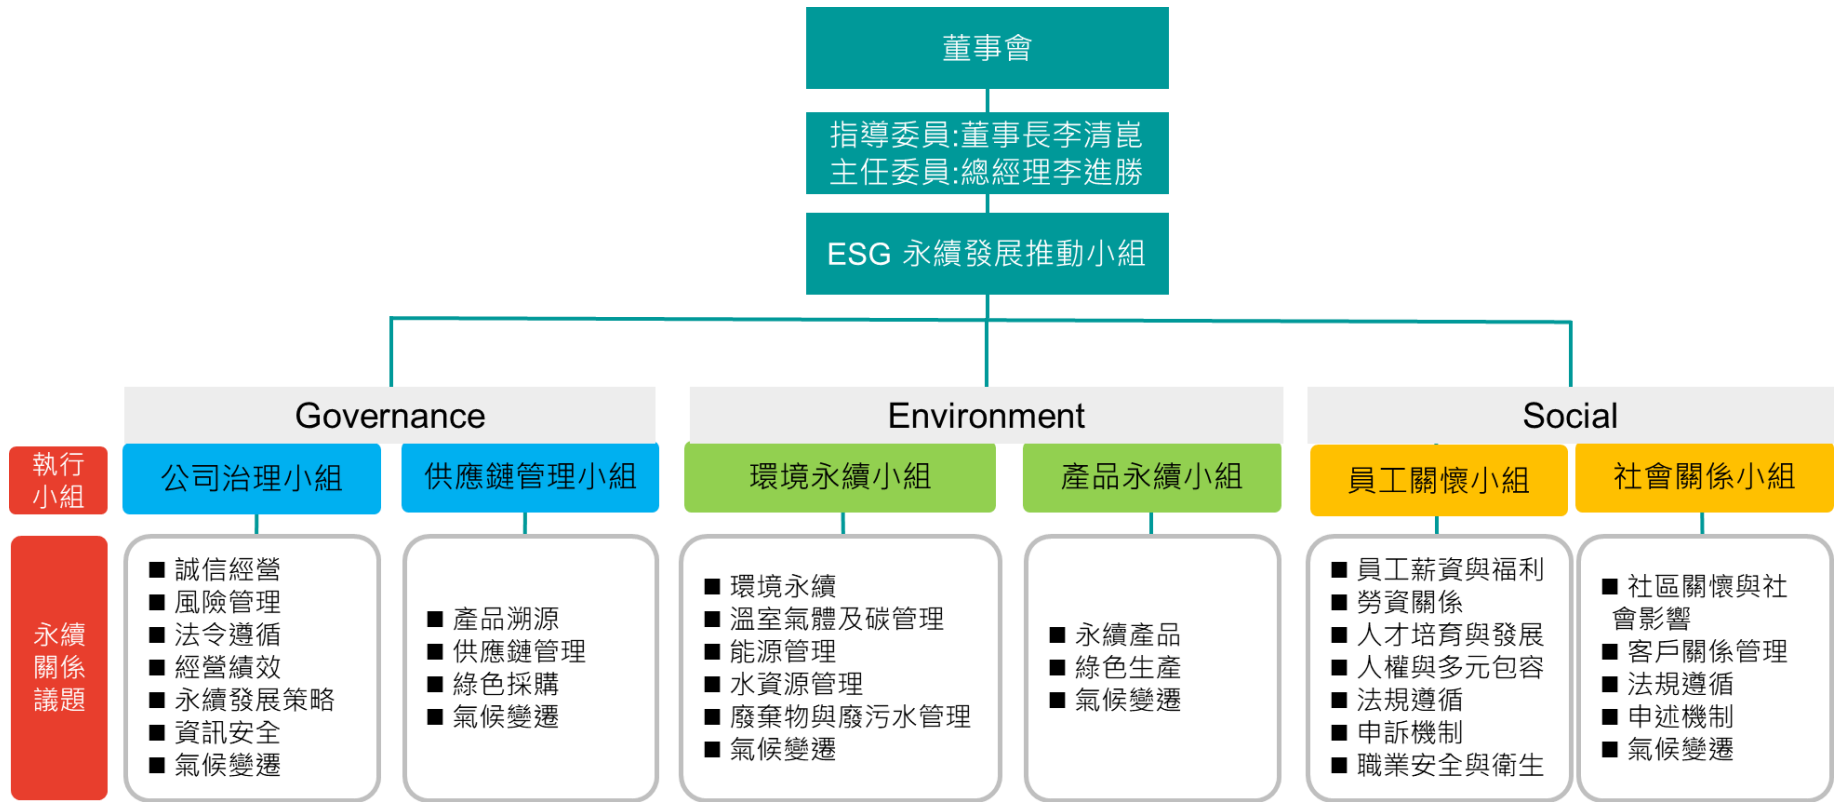 董事會
指導委員:董事長李清崑
主任委員:總經理李進勝
ESG 永續發展推動小組
Governance
Environment
Social
執行
小組
公司治理小組
供應鏈管理小組
環境永續小組
產品永續小組
員工關懷小組
社會關係小組
永續
關係
議題
■ 誠信經營
■ 風險管理
■ 法令遵循
■ 經營績效
■ 永續發展策略
■ 資訊安全
■ 氣候變遷
■ 產品溯源
■ 供應鏈管理
■ 綠色採購
■ 氣候變遷
■ 環境永續
■ 溫室氣體及碳管理
■ 能源管理
■ 水資源管理
■ 廢棄物與廢污水管理
■ 氣候變遷
■ 永續產品
■ 綠色生產
■ 氣候變遷
■ 員工薪資與福利
■ 勞資關係
■ 人才培育與發展
■ 人權與多元包容
■ 法規遵循
■ 申訴機制
■ 職業安全與衛生
■ 社區關懷與社
會影響
■ 客戶關係管理
■ 法規遵循
■ 申述機制
■ 氣候變遷